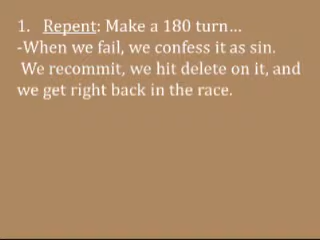 1. Repent: Make a 180 turn…
-When we fail, we confess it as sin.
We recommit, we hit delete on it, and
we get right back in the race.